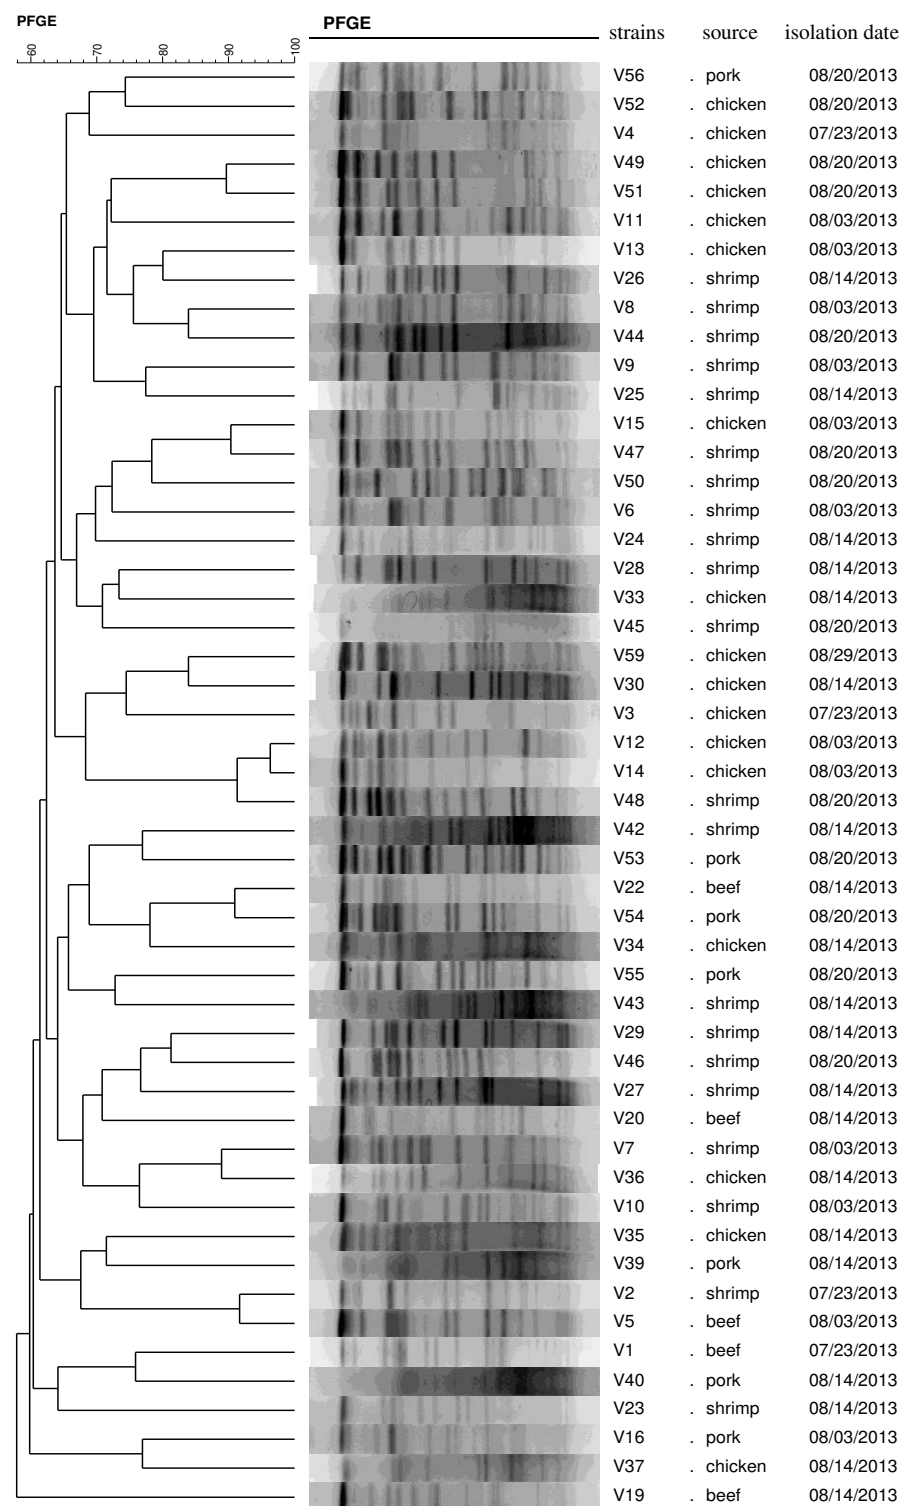 PFGE
PFGE
strains source isolation date
60 70 80 90 100
V56 . pork 08/20/2013
V52 . chicken 08/20/2013
V4 . chicken 07/23/2013
V49 . chicken 08/20/2013
V51 . chicken 08/20/2013
V11 . chicken 08/03/2013
V13 . chicken 08/03/2013
V26 . shrimp 08/14/2013
V8 . shrimp 08/03/2013
V44 . shrimp 08/20/2013
V9 . shrimp 08/03/2013
V25 . shrimp 08/14/2013
V15 . chicken 08/03/2013
V47 . shrimp 08/20/2013
V50 . shrimp 08/20/2013
V6 . shrimp 08/03/2013
V24 . shrimp 08/14/2013
V28 . shrimp 08/14/2013
V33 . chicken 08/14/2013
V45 . shrimp 08/20/2013
V59 . chicken 08/29/2013
V30 . chicken 08/14/2013
V3 . chicken 07/23/2013
V12 . chicken 08/03/2013
V14 . chicken 08/03/2013
V48 . shrimp 08/20/2013
V42 . shrimp 08/14/2013
V53 . pork 08/20/2013
V22 . beef 08/14/2013
V54 . pork 08/20/2013
V34 . chicken 08/14/2013
V55 . pork 08/20/2013
V43 . shrimp 08/14/2013
V29 . shrimp 08/14/2013
V46 . shrimp 08/20/2013
V27 . shrimp 08/14/2013
V20 . beef 08/14/2013
V7 . shrimp 08/03/2013
V36 . chicken 08/14/2013
V10 . shrimp 08/03/2013
V35 . chicken 08/14/2013
V39 . pork 08/14/2013
V2 . shrimp 07/23/2013
V5 . beef 08/03/2013
V1 . beef 07/23/2013
V40 . pork 08/14/2013
V23 . shrimp 08/14/2013
V16 . pork 08/03/2013
V37 . chicken 08/14/2013
V19 . beef 08/14/2013